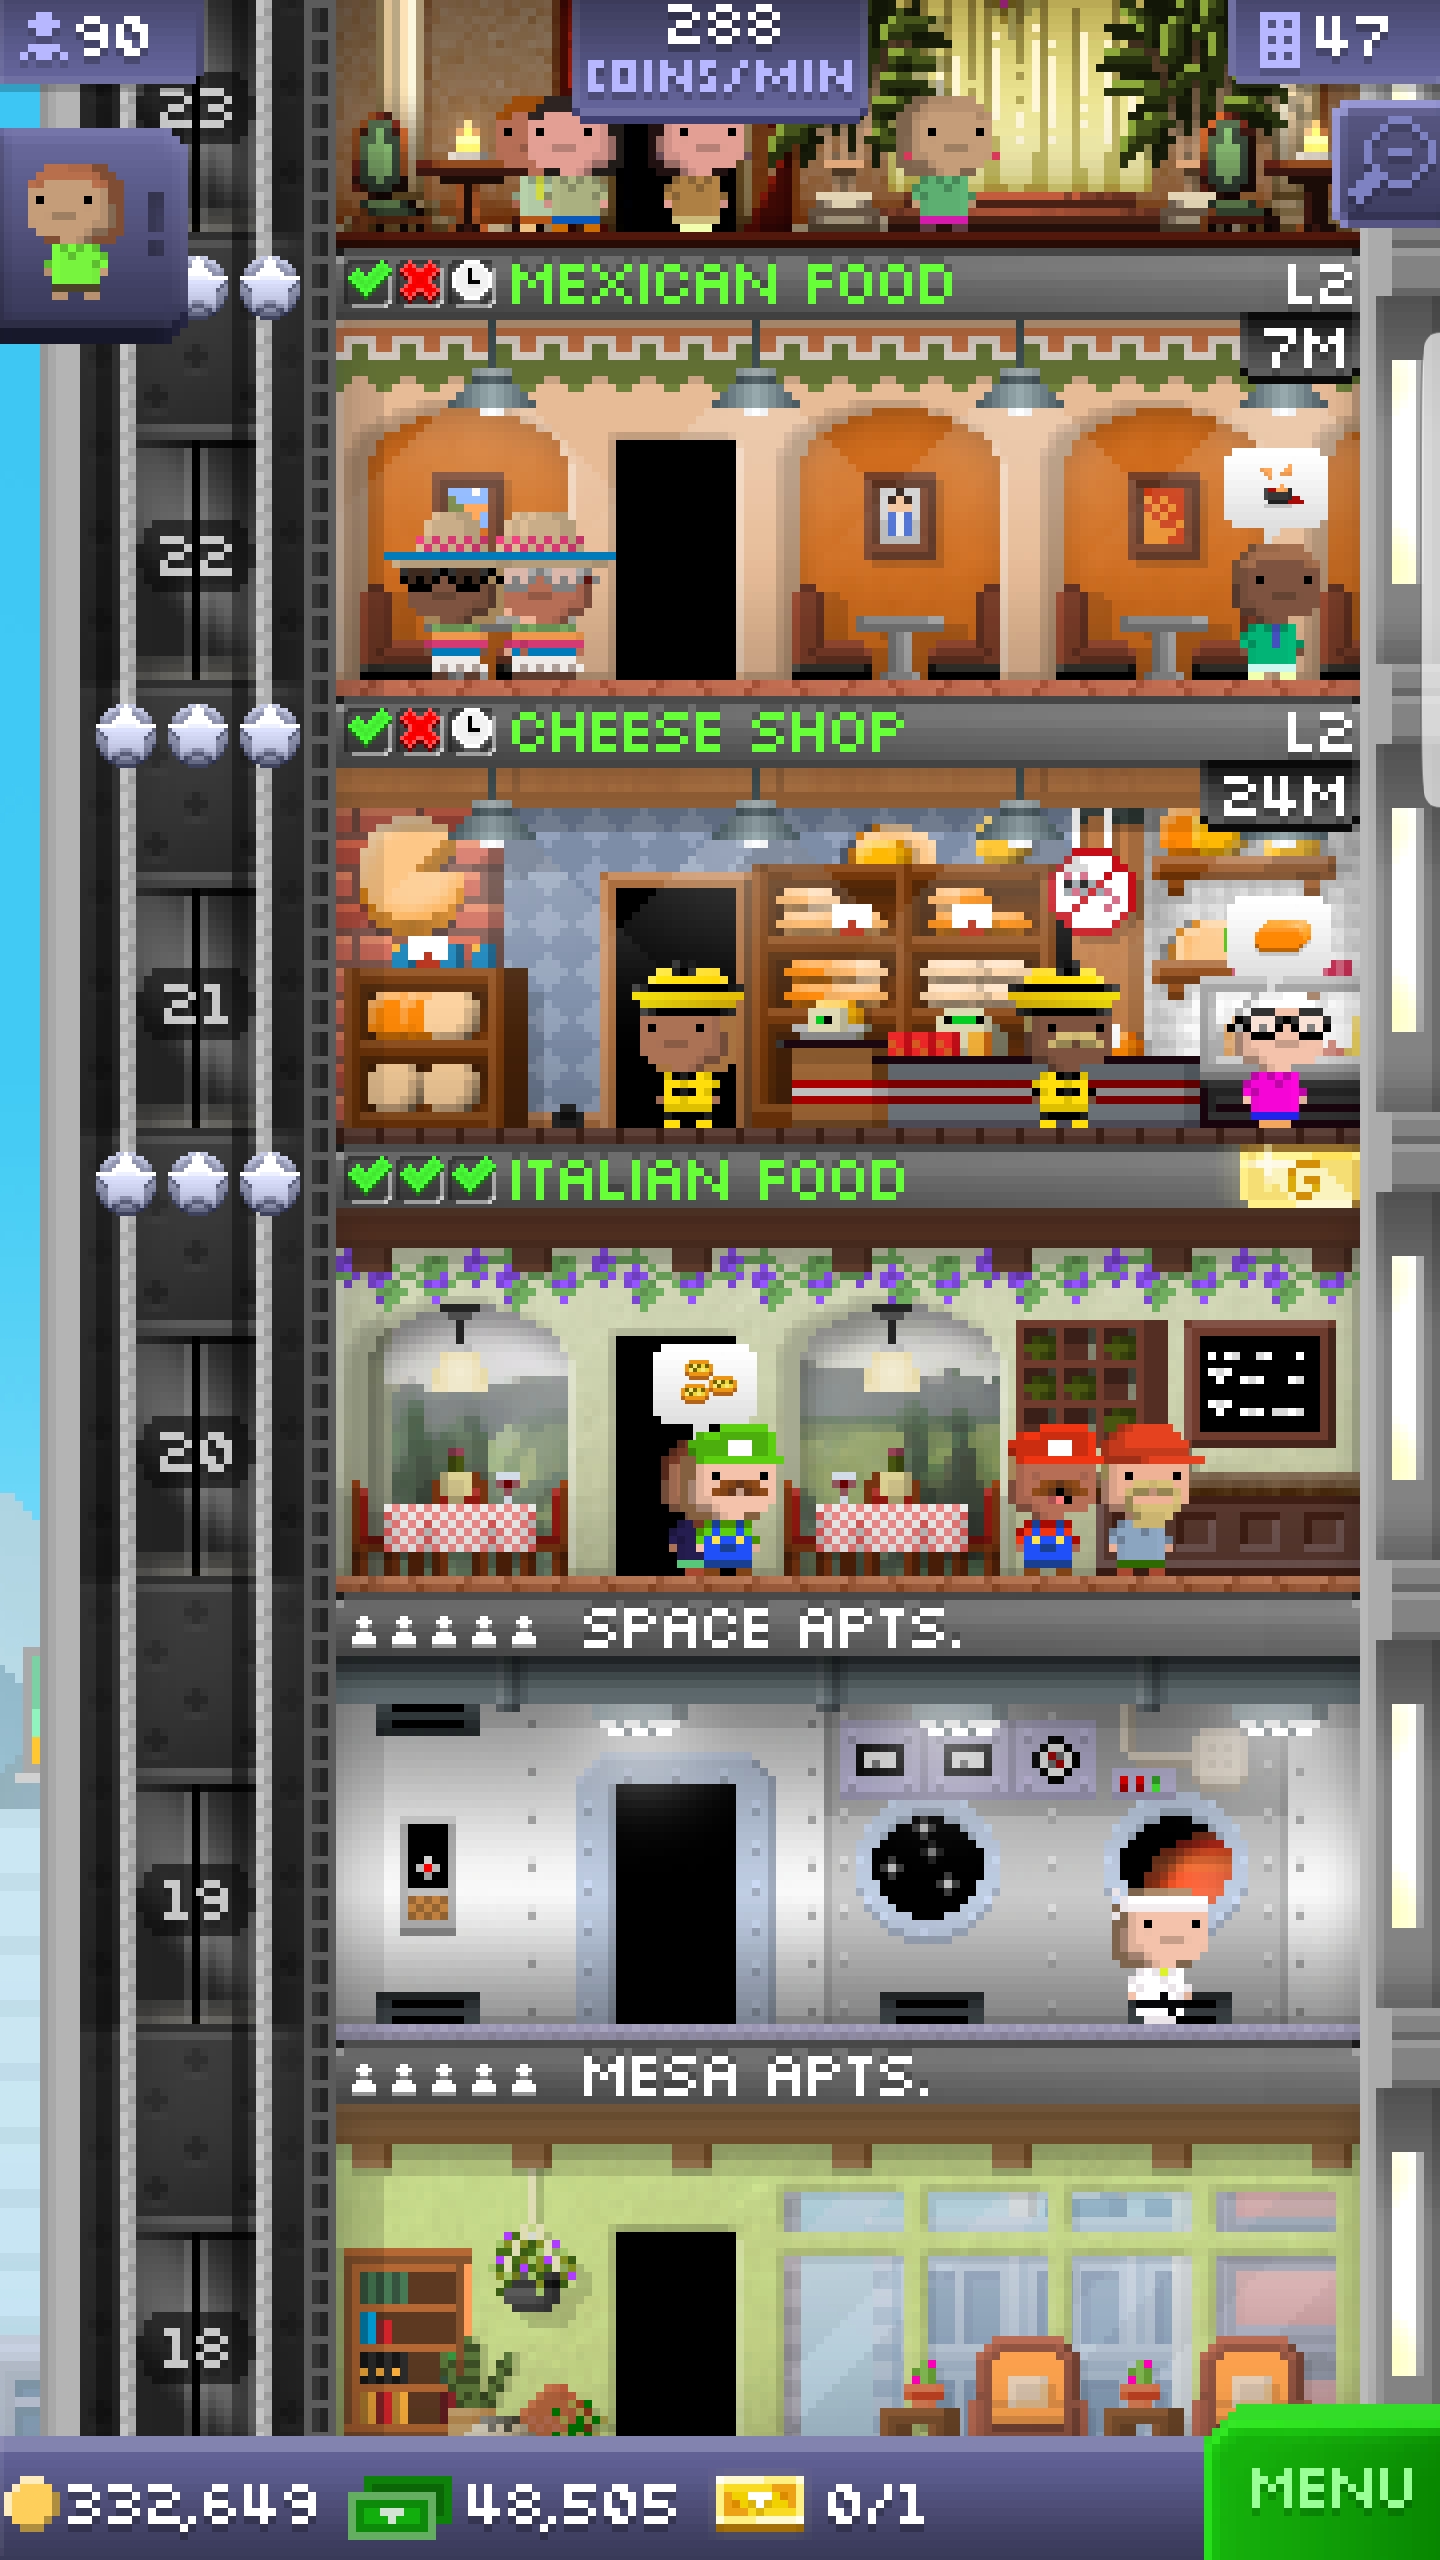 90
288
COINS/MIN
47
23
!
MEXICAN FOOD
L2
7M
22
CHEESE SHOP
L2
24M
21
ITALIAN FOOD
G
20
SPACE APTS.
19
MESA APTS.
18
332,649
48,505
0/1
MENU